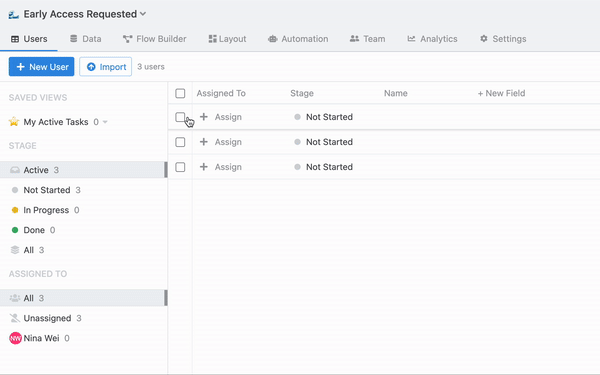 Early Access Requested
Users Data Flow Builder Layout Automation Team Analytics Settings
+ New User Import 3 users
SAVED VIEWS
My Active Tasks 0
STAGE
Active 3
Not Started 3
In Progress 0
Done 0
All 3
ASSIGNED TO
All 3
Unassigned 3
NW Nina Wei 0
Assigned To Stage Name + New Field
+ Assign Not Started
+ Assign Not Started
+ Assign Not Started